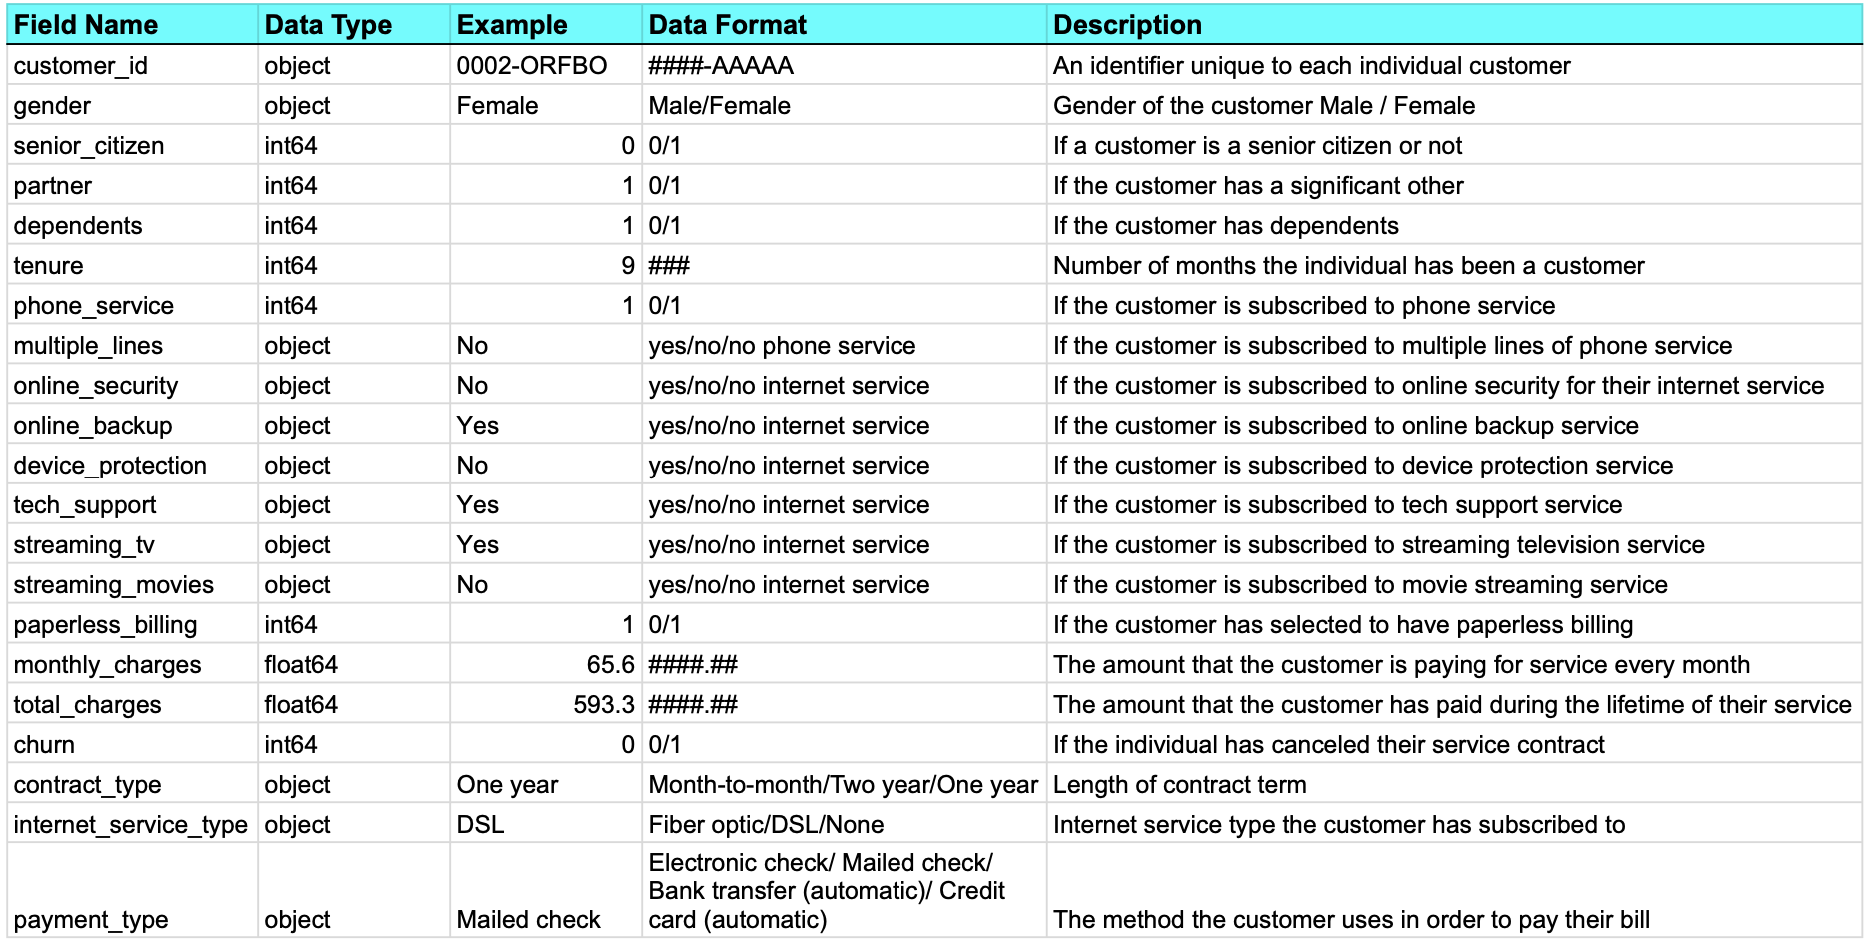 Field Name Data Type Example Data Format Description
customer_id object 0002-ORFBO ####-AAAAA An identifier unique to each individual customer
gender object Female Male/Female Gender of the customer Male / Female
senior_citizen int64 0 0/1 If a customer is a senior citizen or not
partner int64 1 0/1 If the customer has a significant other
dependents int64 1 0/1 If the customer has dependents
tenure int64 9 ### Number of months the individual has been a customer
phone_service int64 1 0/1 If the customer is subscribed to phone service
multiple_lines object No yes/no/no phone service If the customer is subscribed to multiple lines of phone service
online_security object No yes/no/no internet service If the customer is subscribed to online security for their internet service
online_backup object Yes yes/no/no internet service If the customer is subscribed to online backup service
device_protection object No yes/no/no internet service If the customer is subscribed to device protection service
tech_support object Yes yes/no/no internet service If the customer is subscribed to tech support service
streaming_tv object Yes yes/no/no internet service If the customer is subscribed to streaming television service
streaming_movies object No yes/no/no internet service If the customer is subscribed to movie streaming service
paperless_billing int64 1 0/1 If the customer has selected to have paperless billing
monthly_charges float64 65.6 ####.## The amount that the customer is paying for service every month
total_charges float64 593.3 ####.## The amount that the customer has paid during the lifetime of their service
churn int64 0 0/1 If the individual has canceled their service contract
contract_type object One year Month-to-month/Two year/One year Length of contract term
internet_service_type object DSL Fiber optic/DSL/None Internet service type the customer has subscribed to
Electronic check/ Mailed check/
Bank transfer (automatic)/ Credit
payment_type object Mailed check card (automatic) The method the customer uses in order to pay their bill